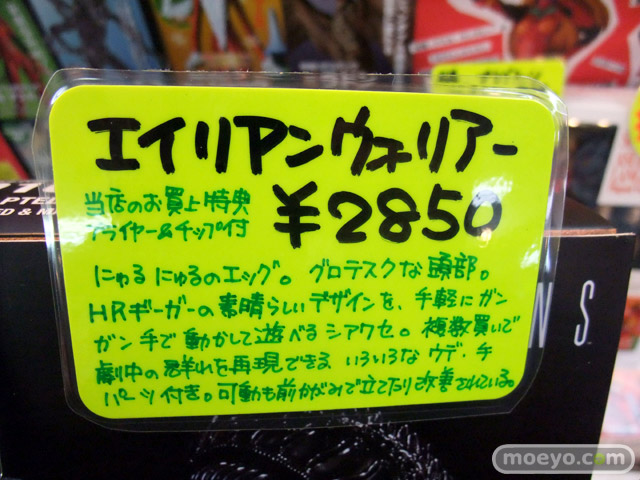 エイリアンウォリアー
当店のお買上特典
フライヤー&チップ付
¥2850
にゅるにゅるのエッグ。グロテスクな頭部。
HRギーガーの素晴らしいデザインを、手軽にガン
ガン手で動かして遊べるシアワセ。複数買いで
劇中の群れを再現できる いろいろなウデ・手
パーツ付き。可動も前かがみで立てたり改善されている。
N S
moeyo.com